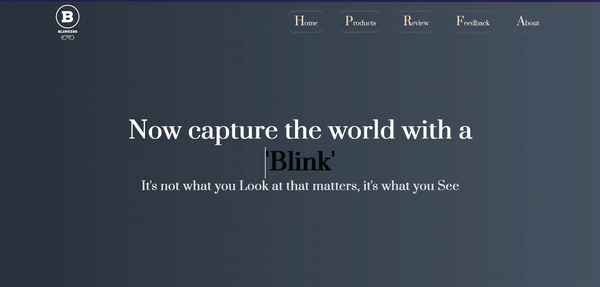 B
BLINKERS
Home Products Review Feedback About
Now capture the world with a
'Blink'
It's not what you Look at that matters, it's what you See